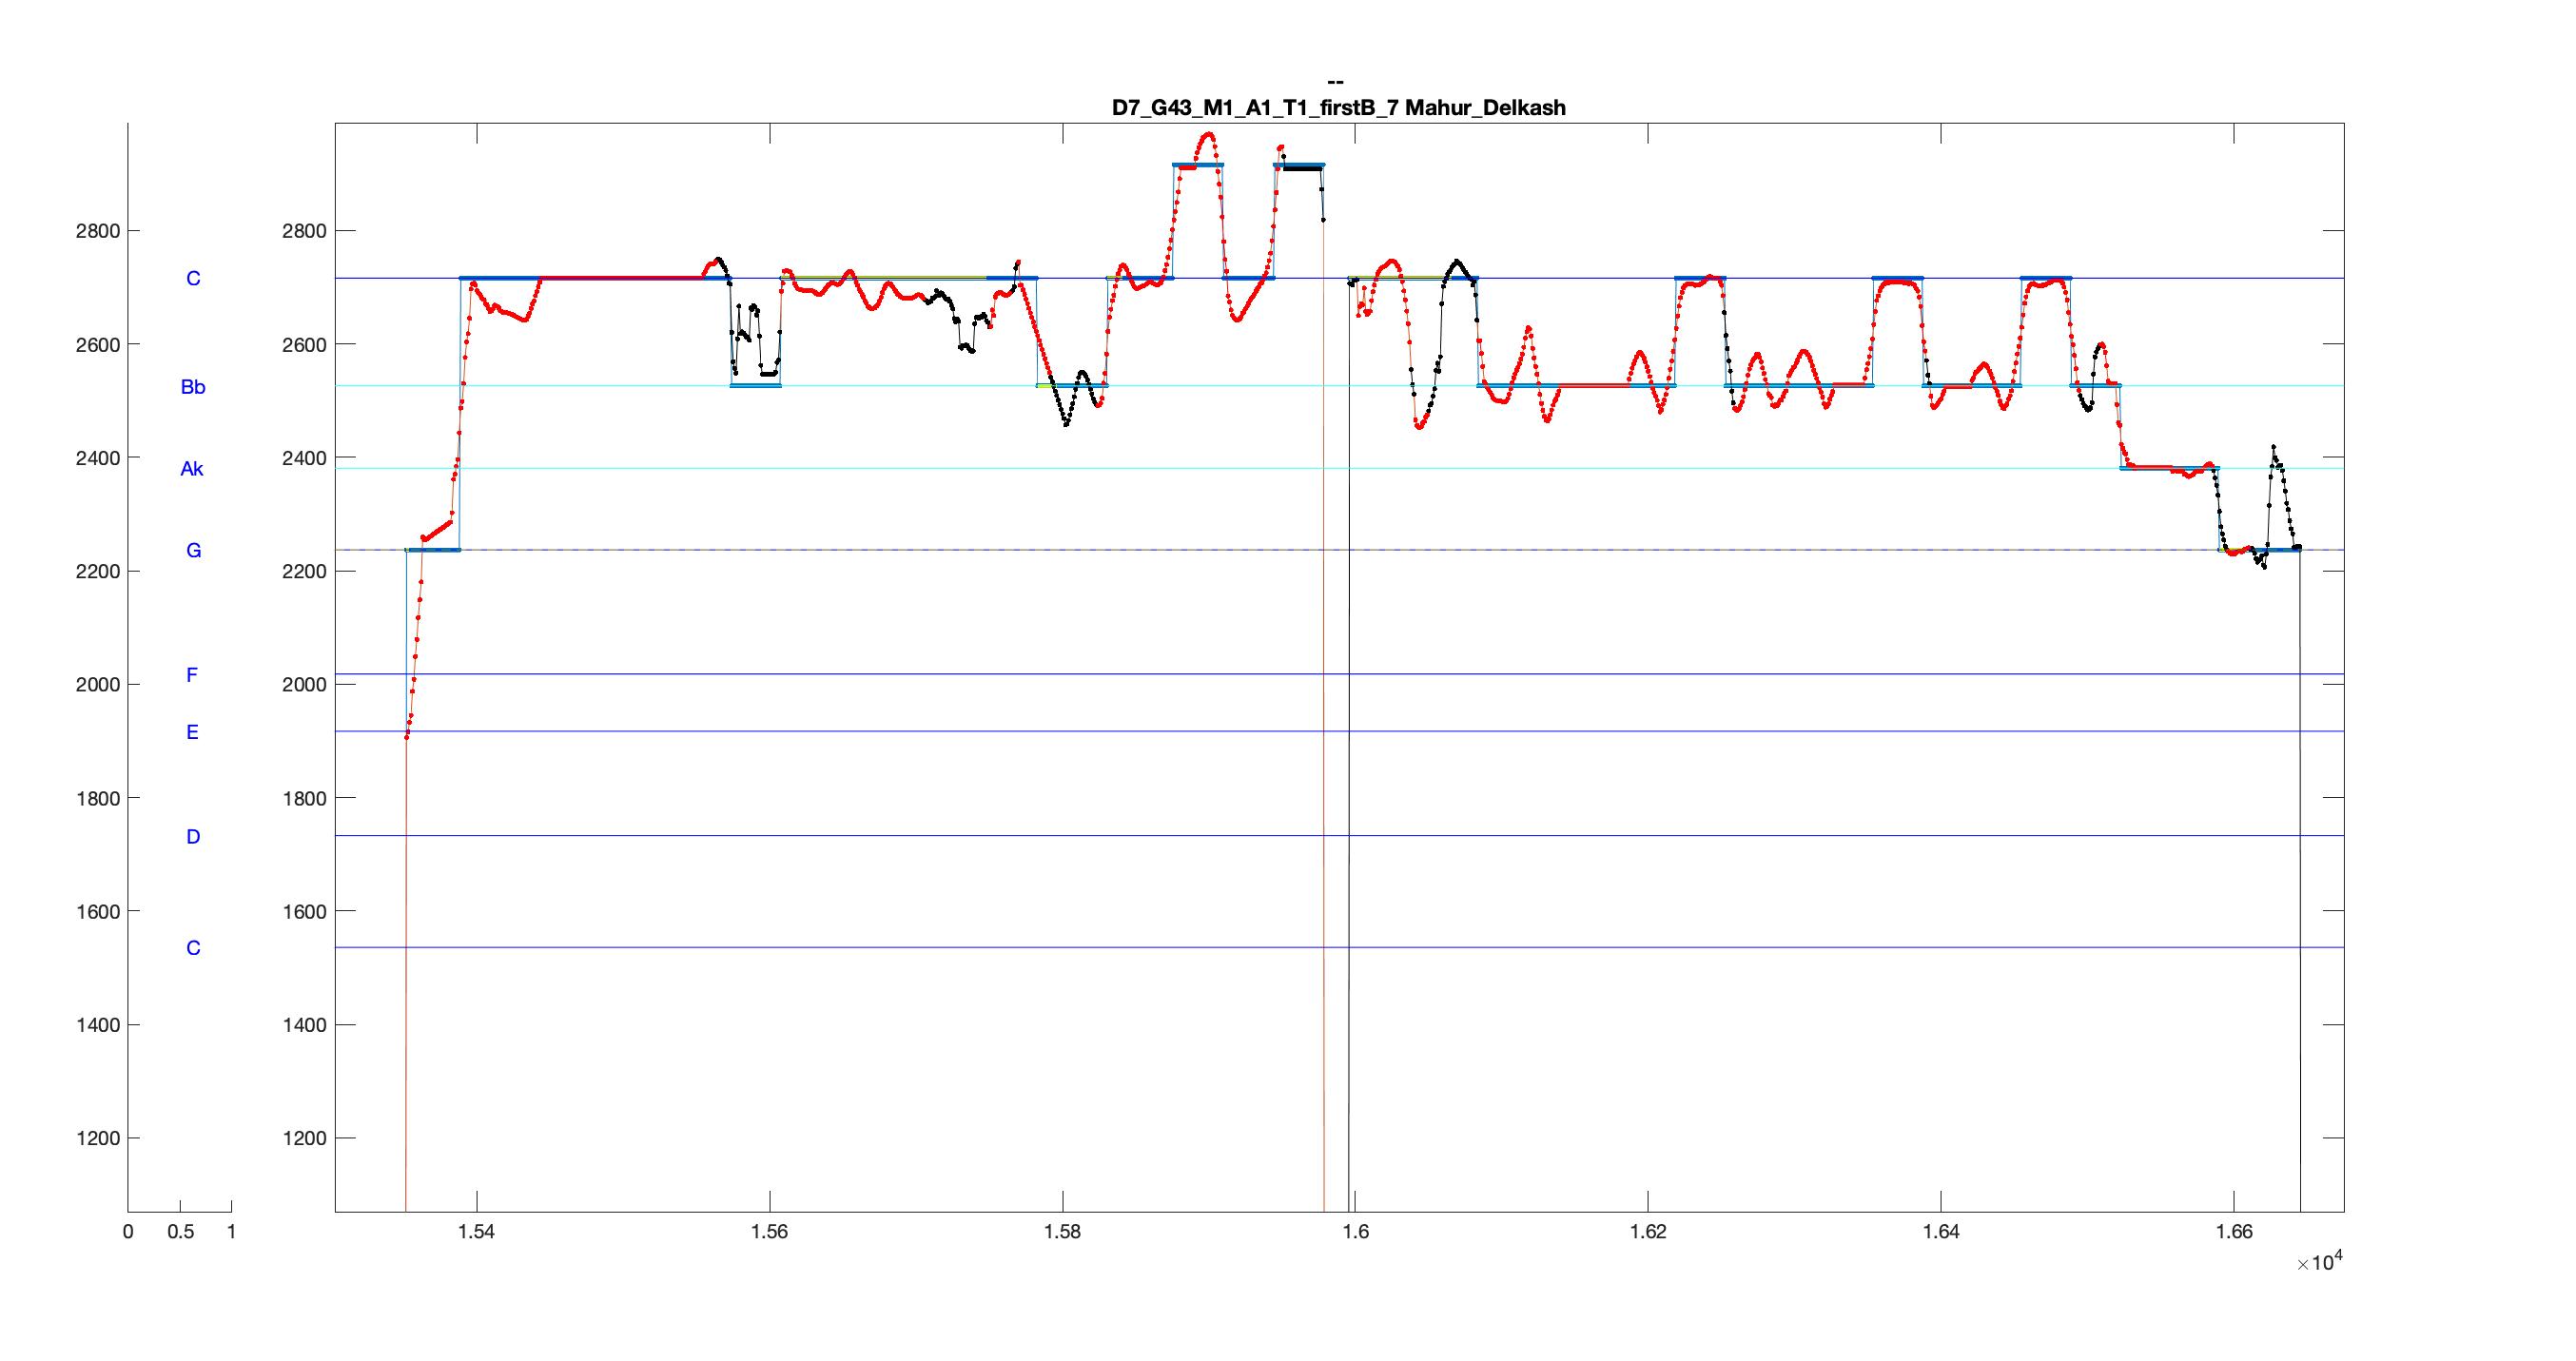 --
D7_G43_M1_A1_T1_firstB_7 Mahur_Delkash
2800 2800
C
2600 2600
Bb
2400 2400
Ak
G
2200 2200
F
2000 2000
E
1800 1800
D
1600 1600
C
1400 1400
1200 1200
0 0.5 1 1.54 1.56 1.58 1.6 1.62 1.64 1.66
×10^4